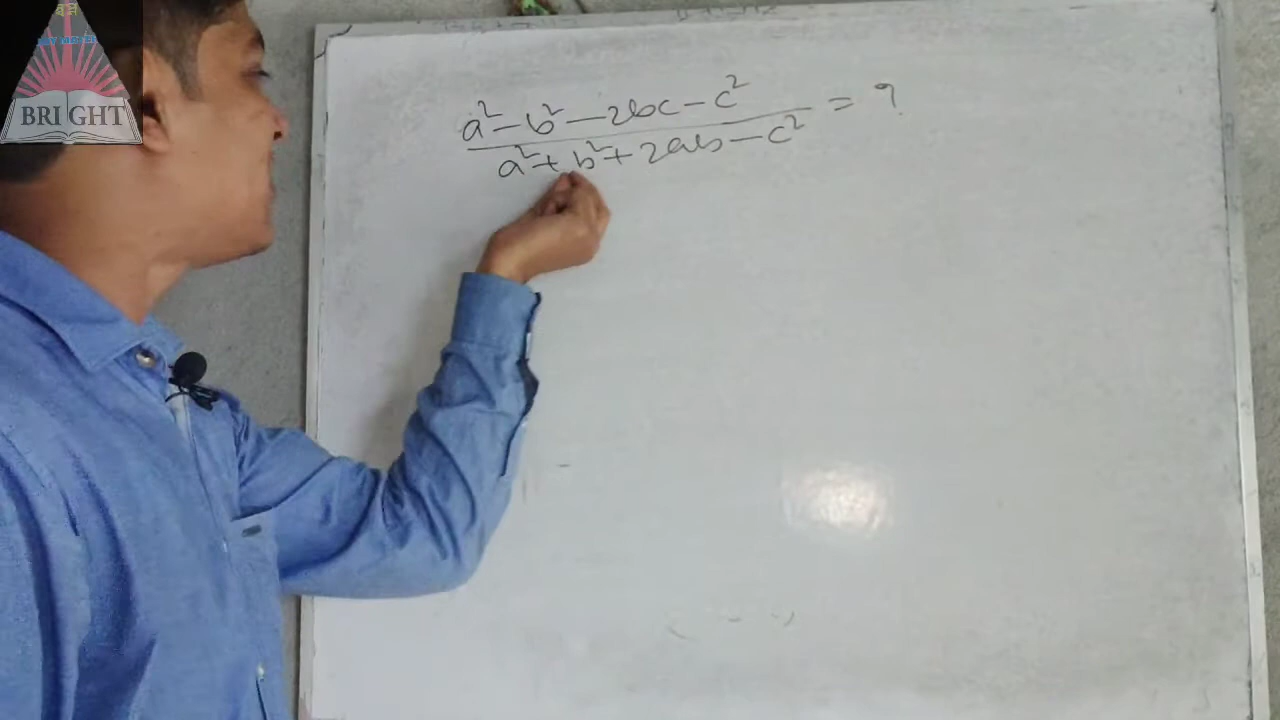 BRIGHT
a² - b² - 2bc - c²
a² + b² + 2ab - c² = ?